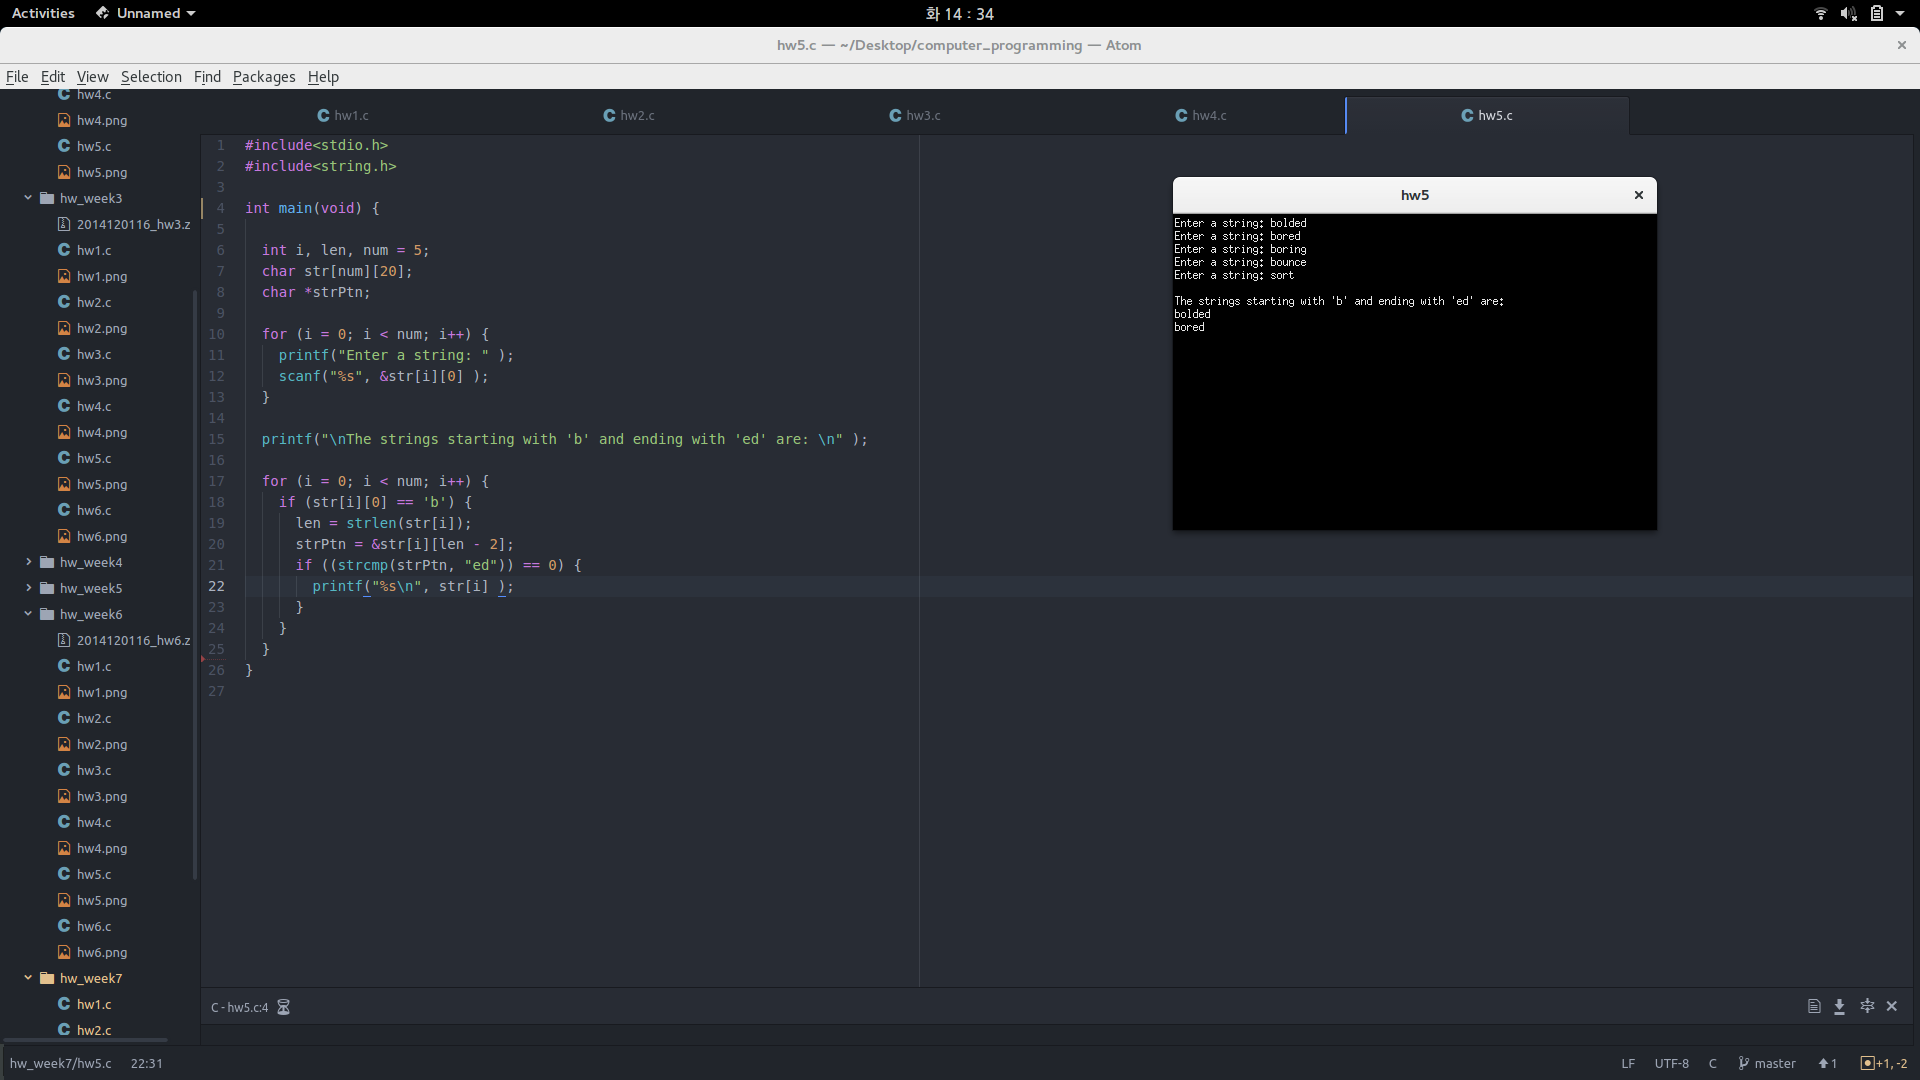 Activities Unnamed 화 14 : 34
hw5.c — ~/Desktop/computer_programming — Atom
File Edit View Selection Find Packages Help
hw4.c
hw4.png
hw5.c
hw5.png
hw_week3
2014120116_hw3.z
hw1.c
hw1.png
hw2.c
hw2.png
hw3.c
hw3.png
hw4.c
hw4.png
hw5.c
hw5.png
hw6.c
hw6.png
hw_week4
hw_week5
hw_week6
2014120116_hw6.z
hw1.c
hw1.png
hw2.c
hw2.png
hw3.c
hw3.png
hw4.c
hw4.png
hw5.c
hw5.png
hw6.c
hw6.png
hw_week7
hw1.c
hw2.c
hw1.c hw2.c hw3.c hw4.c hw5.c
1 #include<stdio.h>
2 #include<string.h>
3
4 int main(void) {
5
6 int i, len, num = 5;
7 char str[num][20];
8 char *strPtn;
9
10 for (i = 0; i < num; i++) {
11 printf("Enter a string: " );
12 scanf("%s", &str[i][0] );
13 }
14
15 printf("\nThe strings starting with 'b' and ending with 'ed' are: \n" );
16
17 for (i = 0; i < num; i++) {
18 if (str[i][0] == 'b') {
19 len = strlen(str[i]);
20 strPtn = &str[i][len - 2];
21 if ((strcmp(strPtn, "ed")) == 0) {
22 printf("%s\n", str[i] );
23 }
24 }
25 }
26 }
27
hw5
Enter a string: bolded
Enter a string: bored
Enter a string: boring
Enter a string: bounce
Enter a string: sort
The strings starting with 'b' and ending with 'ed' are:
bolded
bored
C - hw5.c:4
hw_week7/hw5.c 22:31 LF UTF-8 C master 1 +1, -2